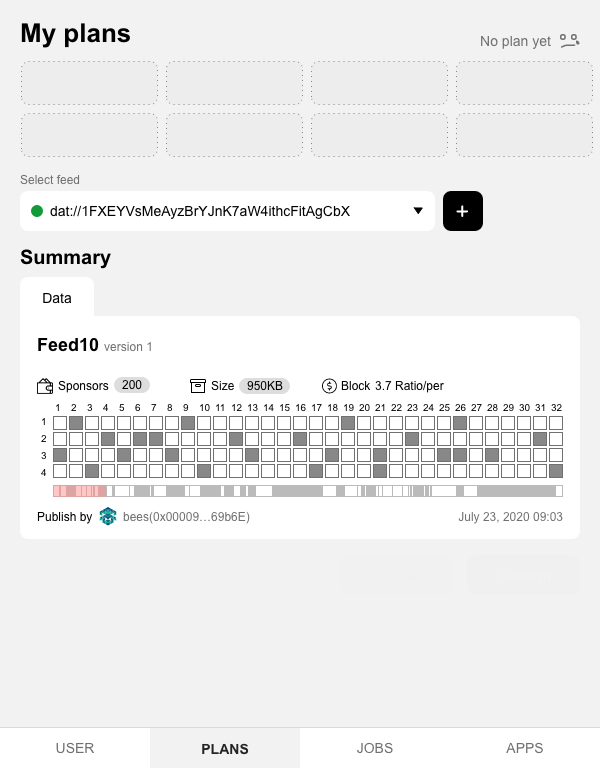 My plans
No plan yet
Select feed
dat://1FXEYVsMeAyzBrYJnK7aW4ithcFitAgCbX
+
Summary
Data
Feed10 version 1
Sponsors 200 Size 950KB Block 3.7 Ratio/per
1 2 3 4 5 6 7 8 9 10 11 12 13 14 15 16 17 18 19 20 21 22 23 24 25 26 27 28 29 30 31 32
1
2
3
4
Publish by bees(0x00009...69b6E) July 23, 2020 09:03
USER PLANS JOBS APPS